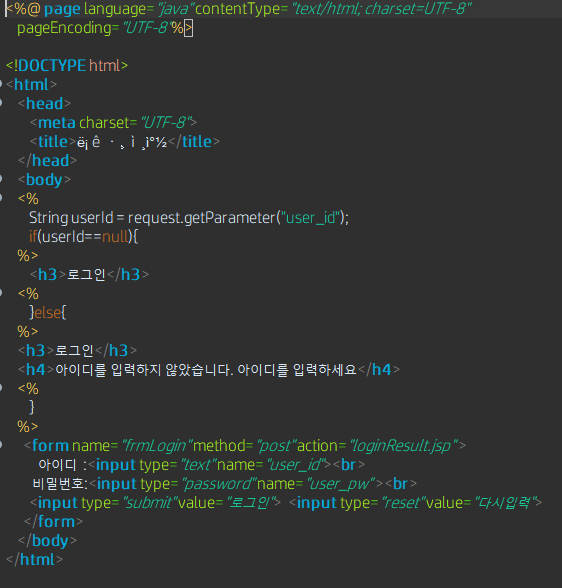 <%@ page language="java"contentType="text/html; charset=UTF-8"
pageEncoding="UTF-8"%>
<!DOCTYPE html>
<html>
<head>
<meta charset="UTF-8">
<title></title>
</head>
<body>
<%
String userId = request.getParameter("user_id");
if(userId==null){
%>
<h3>로그인</h3>
<%
}else{
%>
<h3>로그인</h3>
<h4>아이디를 입력하지 않았습니다. 아이디를 입력하세요</h4>
<%
}
%>
<form name="frmLogin"method="post"action="loginResult.jsp">
아이디 :<input type="text"name="user_id"><br>
비밀번호:<input type="password"name="user_pw"><br>
<input type="submit"value="로그인"> <input type="reset"value="다시입력">
</form>
</body>
</html>